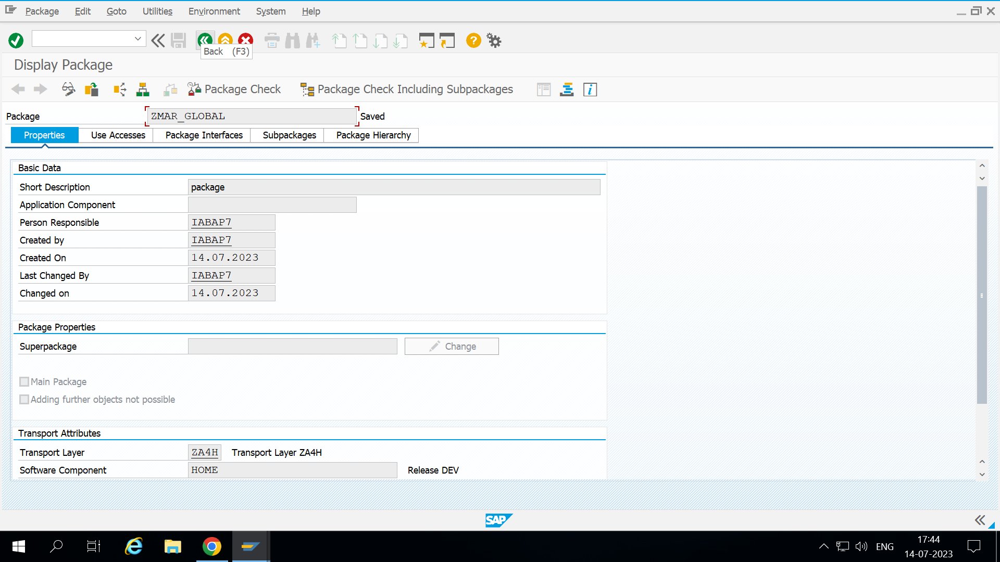 Package Edit Goto Utilities Environment System Help
Back (F3)
Display Package
Package Check Package Check Including Subpackages
Package ZMAR_GLOBAL Saved
Properties Use Accesses Package Interfaces Subpackages Package Hierarchy
Basic Data
Short Description package
Application Component
Person Responsible IABAP7
Created by IABAP7
Created On 14.07.2023
Last Changed By IABAP7
Changed on 14.07.2023
Package Properties
Superpackage Change
Main Package
Adding further objects not possible
Transport Attributes
Transport Layer ZA4H Transport Layer ZA4H
Software Component HOME Release DEV
SAP
ENG
17:44
14-07-2023